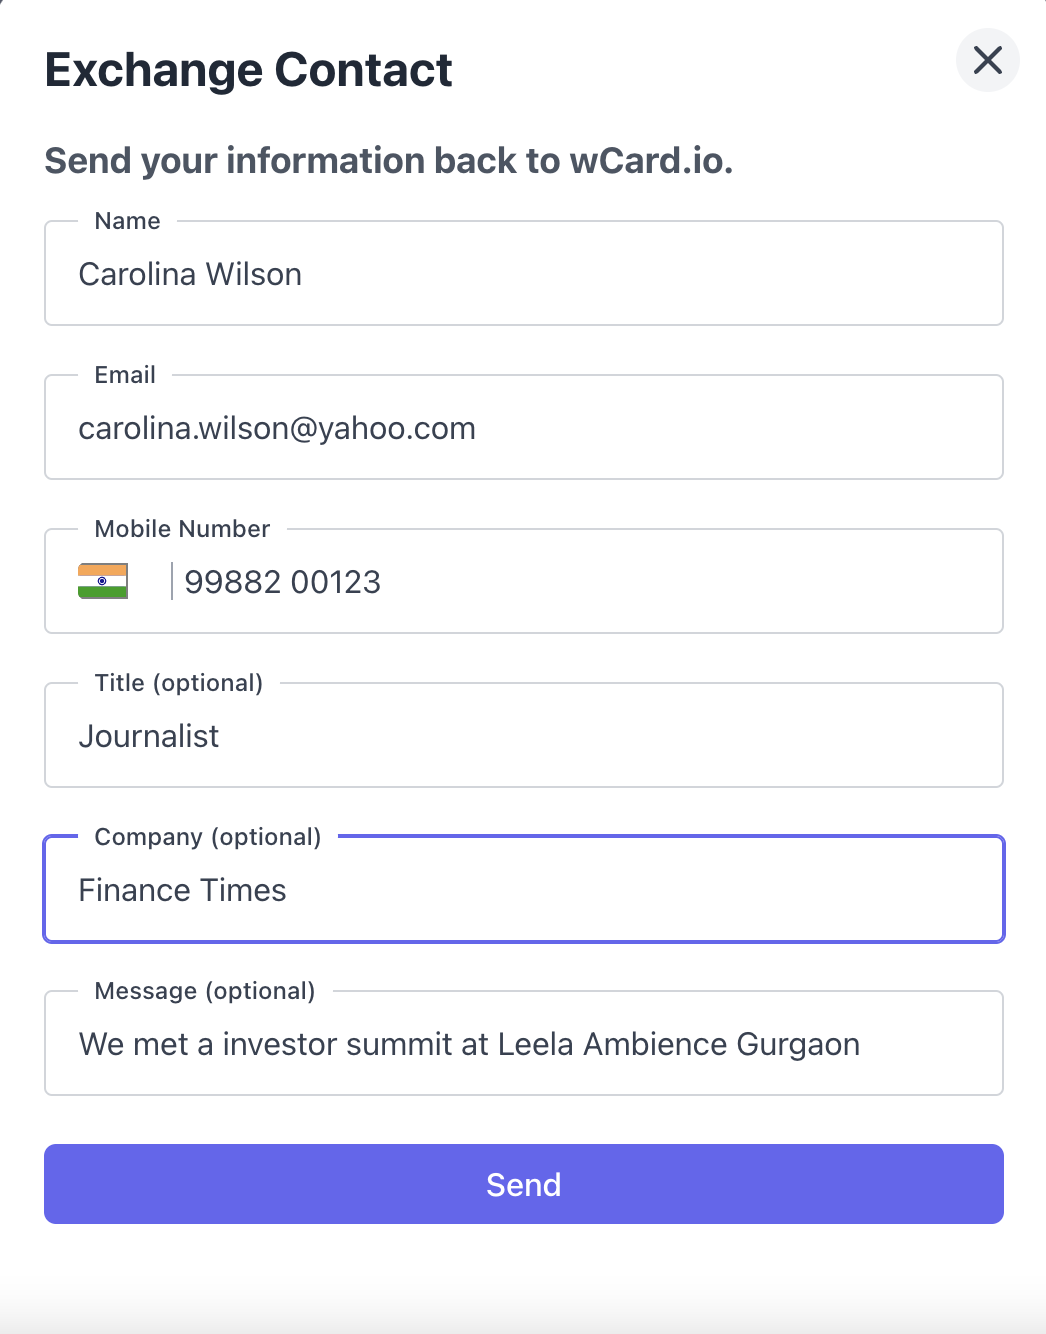 Exchange Contact
Send your information back to wCard.io.
Name
Carolina Wilson
Email
carolina.wilson@yahoo.com
Mobile Number
99882 00123
Title (optional)
Journalist
Company (optional)
Finance Times
Message (optional)
We met a investor summit at Leela Ambience Gurgaon
Send